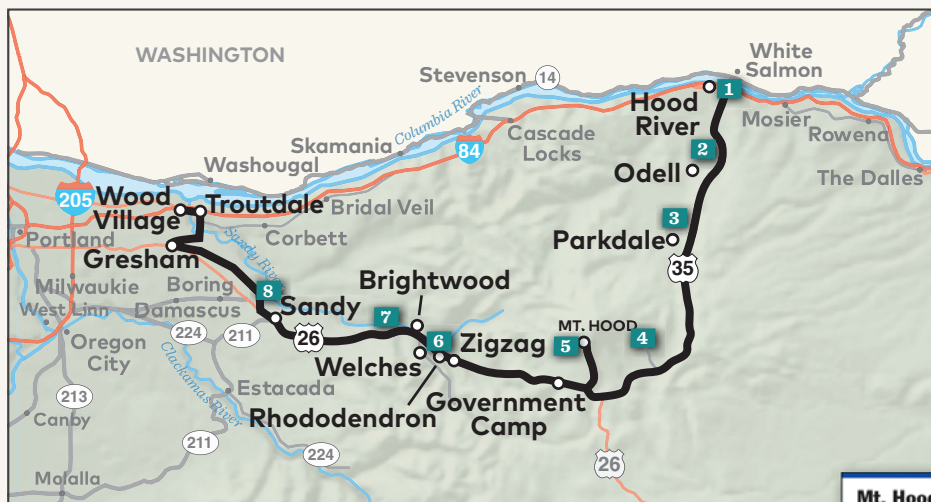 WASHINGTON
White
Salmon
Stevenson
14
1
Columbia River
Hood
River
Mosier
Rowena
Cascade
Locks
Skamania
84
2
Washougal
Odell
The Dalles
205
Wood
Village
Troutdale
Bridal Veil
3
Portland
Corbett
Parkdale
Gresham
Sandy River
35
Milwaukie
Boring
8
Brightwood
West Linn
Damascus
Sandy
7
MT. HOOD
224
211
26
6
Zigzag
5
4
Oregon
City
Welches
Clackamas River
Estacada
213
Rhododendron
Government
Camp
Canby
211
224
26
Molalla
Mt. Hood